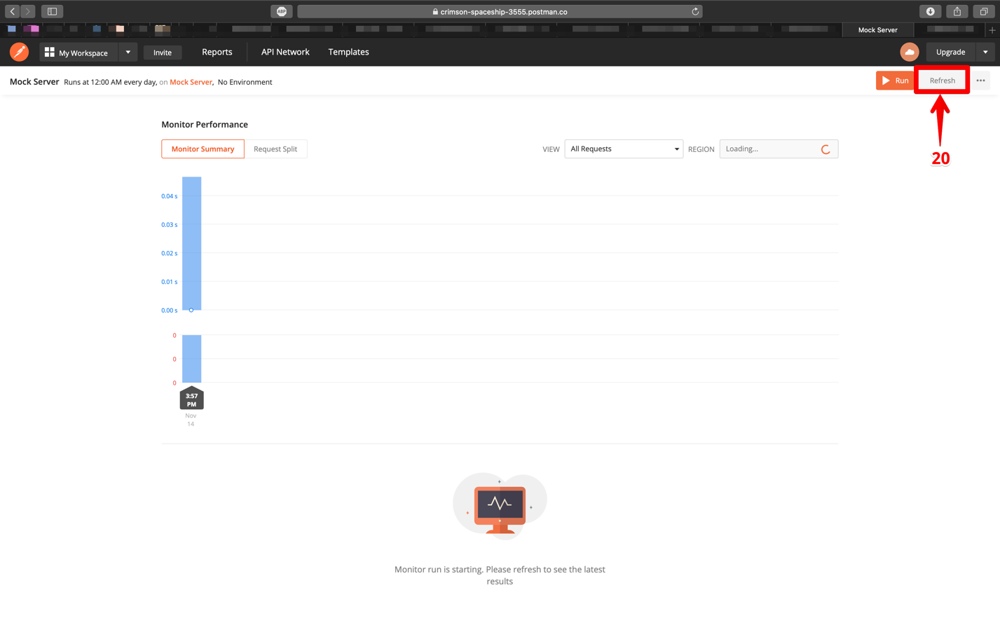 ABP
crimson-spaceship-3555.postman.co
Mock Server
My Workspace
Invite
Reports
API Network
Templates
Upgrade
Mock Server Runs at 12:00 AM every day, on Mock Server, No Environment
Run
Refresh
20
Monitor Performance
Monitor Summary
Request Split
VIEW
All Requests
REGION
Loading...
0.04 s
0.03 s
0.02 s
0.01 s
0.00 s
0
0
0
3:57
PM
Nov
14
Monitor run is starting. Please refresh to see the latest
results